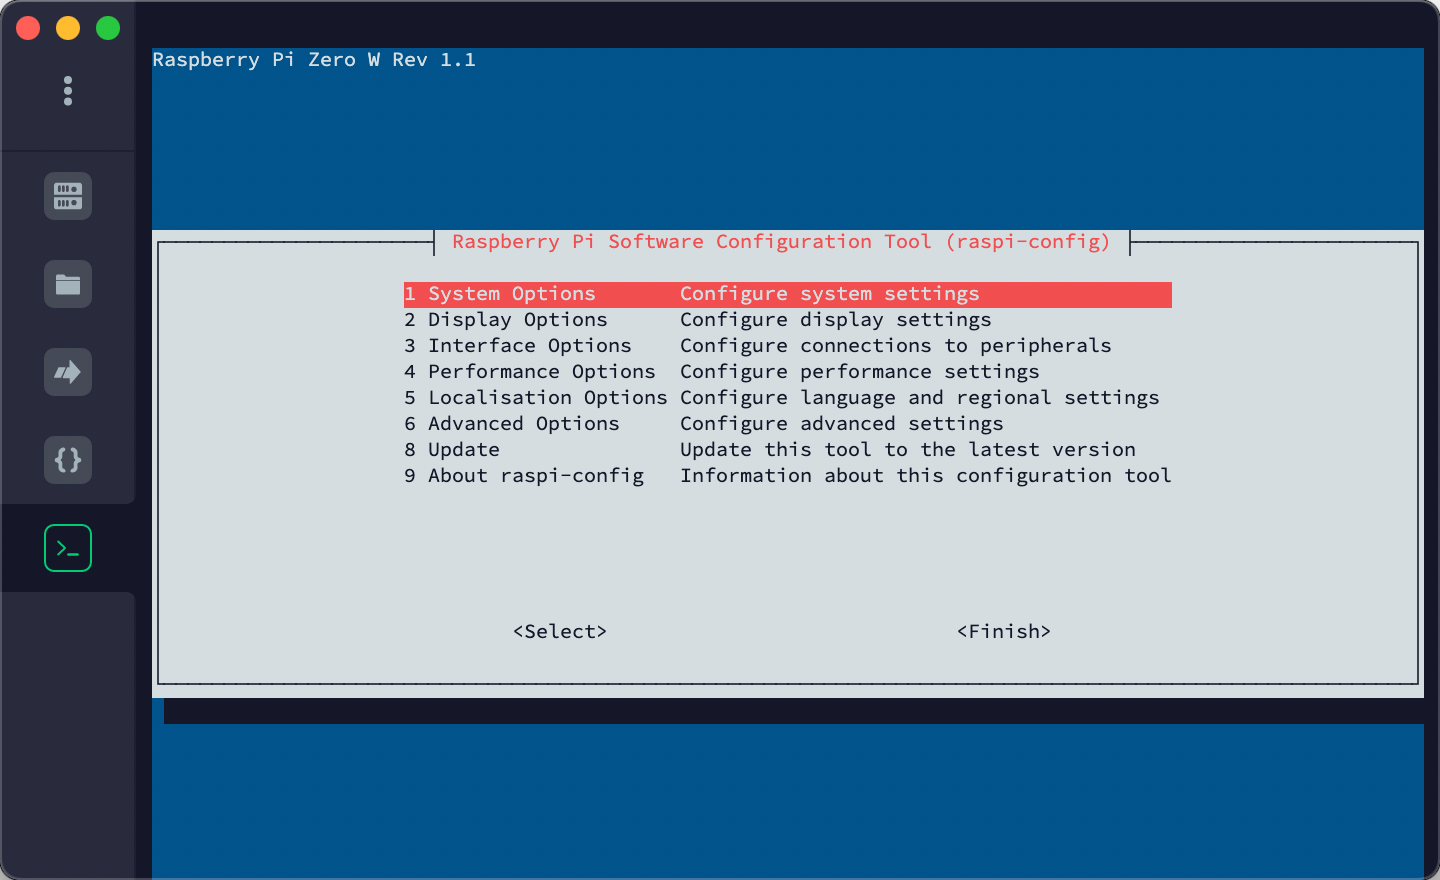 Raspberry Pi Zero W Rev 1.1
Raspberry Pi Software Configuration Tool (raspi-config)
1 System Options Configure system settings
2 Display Options Configure display settings
3 Interface Options Configure connections to peripherals
4 Performance Options Configure performance settings
5 Localisation Options Configure language and regional settings
6 Advanced Options Configure advanced settings
8 Update Update this tool to the latest version
9 About raspi-config Information about this configuration tool
<Select> <Finish>